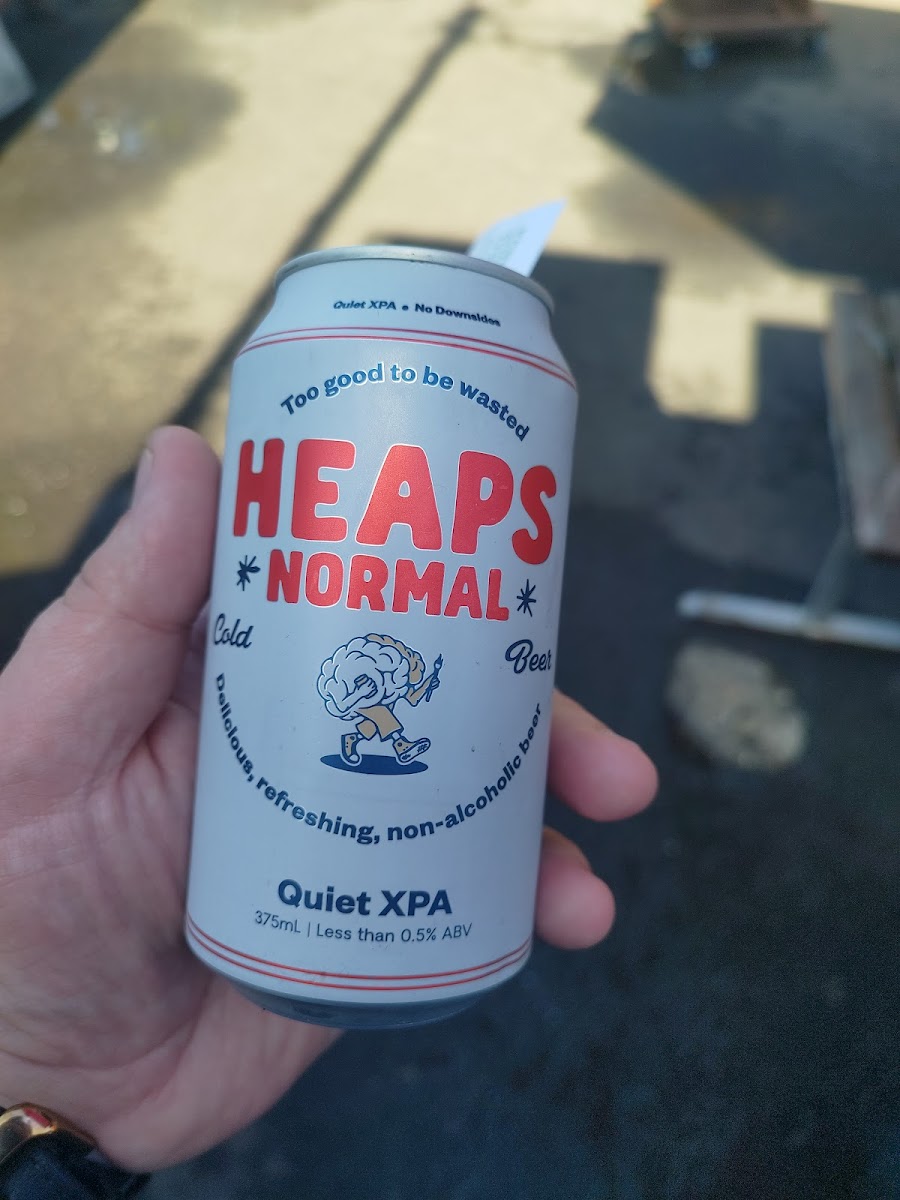 Quiet XPA • No Downsides
Too good to be wasted
HEAPS
NORMAL
Cold
Beer
Delicious, refreshing, non-alcoholic beer
Quiet XPA
375mL | Less than 0.5% ABV